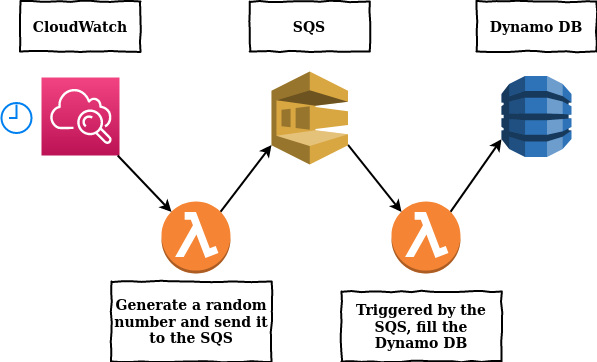 CloudWatch
SQS
Dynamo DB
Generate a random
number and send it
to the SQS
Triggered by the
SQS, fill the
Dynamo DB